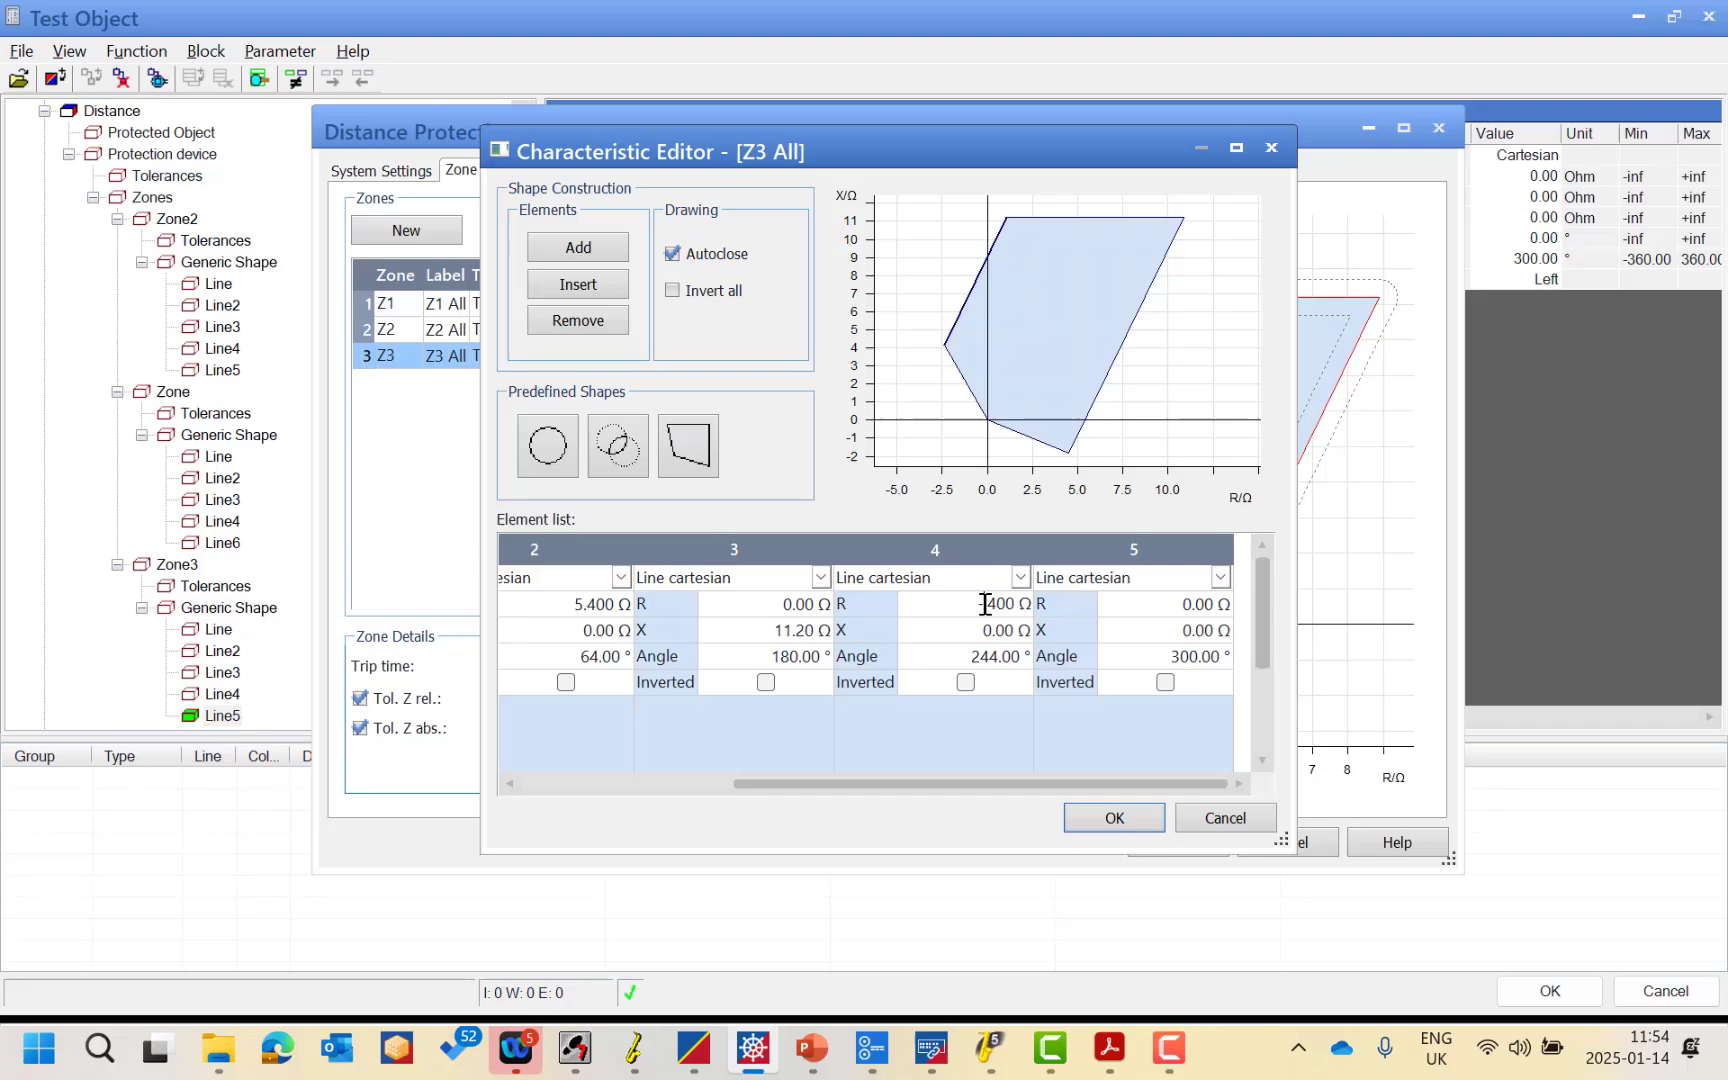 Test Object
File View Function Block Parameter Help
Distance
Protected Object
Protection device
Tolerances
Zones
Zone2
Tolerances
Generic Shape
Line
Line2
Line3
Line4
Line5
Zone
Tolerances
Generic Shape
Line
Line2
Line3
Line4
Line6
Zone3
Tolerances
Generic Shape
Line
Line2
Line3
Line4
Line5
System Settings Zone
Zones
New
Zone Label T
1 Z1 Z1 All T
2 Z2 Z2 All T
3 Z3 Z3 All T
Zone Details
Trip time:
Tol. Z rel.:
Tol. Z abs.:
Characteristic Editor - [Z3 All]
Shape Construction
Elements
Add
Insert
Remove
Drawing
Autoclose
Invert all
Predefined Shapes
X/Ω
11
10
9
8
7
6
5
4
3
2
1
0
-1
-2
-5.0 -2.5 0.0 2.5 5.0 7.5 10.0
R/Ω
Element list:
2 3 4 5
Line cartesian Line cartesian Line cartesian
5.400 Ω R 0.00 Ω R 400 Ω R 0.00 Ω
0.00 Ω X 11.20 Ω X 0.00 Ω X 0.00 Ω
64.00 ° Angle 180.00 ° Angle 244.00 ° Angle 300.00 °
Inverted Inverted Inverted
OK Cancel
7 8 R/Ω
Help
Value Unit Min Max
Cartesian
0.00 Ohm -inf +inf
0.00 Ohm -inf +inf
0.00 Ohm -inf +inf
0.00 ° -inf +inf
300.00 ° -360.00 360.00
Left
Group Type Line Col...
I: 0 W: 0 E: 0
OK Cancel
52
5
5
ENG
UK
11:54
2025-01-14